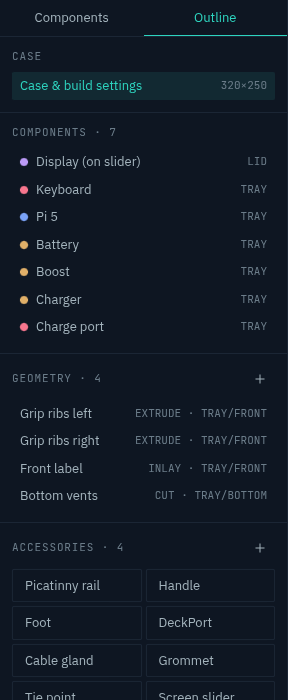 Components Outline
CASE
Case & build settings 320×250
COMPONENTS · 7
Display (on slider) LID
Keyboard TRAY
Pi 5 TRAY
Battery TRAY
Boost TRAY
Charger TRAY
Charge port TRAY
GEOMETRY · 4 +
Grip ribs left EXTRUDE · TRAY/FRONT
Grip ribs right EXTRUDE · TRAY/FRONT
Front label INLAY · TRAY/FRONT
Bottom vents CUT · TRAY/BOTTOM
ACCESSORIES · 4 +
Picatinny rail Handle
Foot DeckPort
Cable gland Grommet
Tie point Screen slider